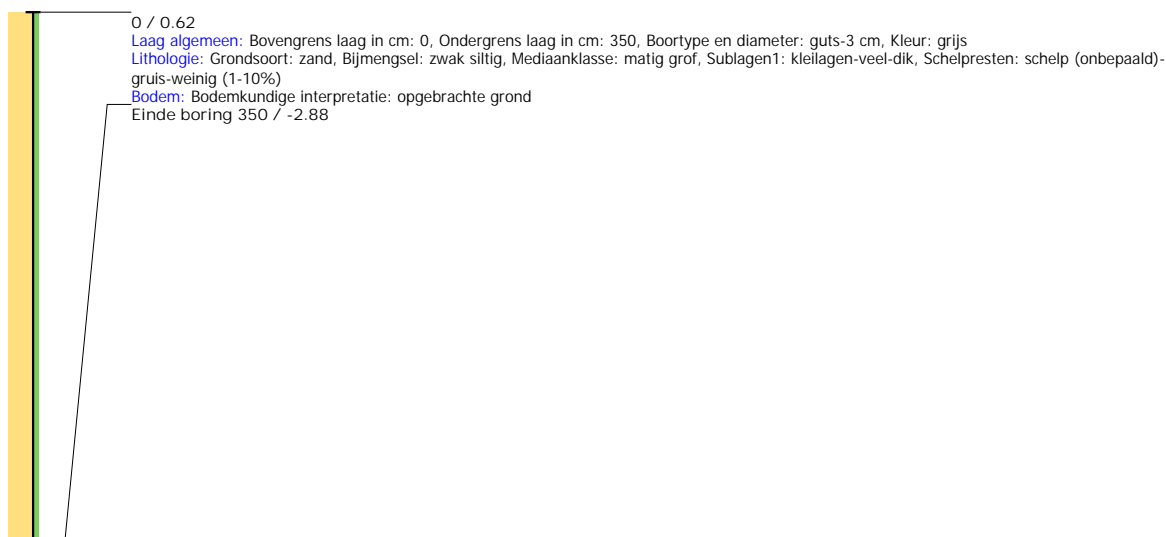 0 / 0.62
Laag algemeen: Bovengrens laag in cm: 0, Ondergrens laag in cm: 350, Boortype en diameter: guts-3 cm, Kleur: grijs
Lithologie: Grondsoort: zand, Bijmengsel: zwak siltig, Mediaanklasse: matig grof, Sublagen1: kleilagen-veel-dik, Schelpresten: schelp (onbepaald)-
gruis-weinig (1-10%)
Bodem: Bodemkundige interpretatie: opgebrachte grond
Einde boring 350 / -2.88